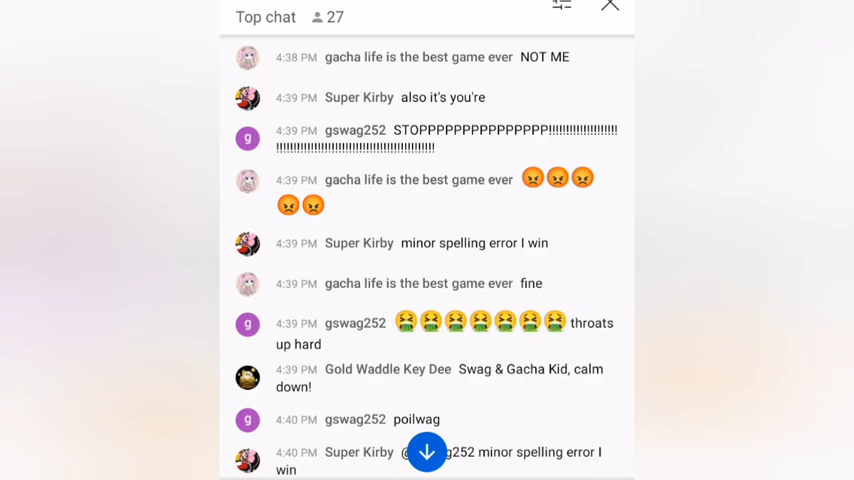 Top chat 27
4:38 PM gacha life is the best game ever NOT ME
4:39 PM Super Kirby also it's you're
g 4:39 PM gswag252 STOPPPPPPPPPPPPPPP!!!!!!!!!!!!!!!!!!!!
!!!!!!!!!!!!!!!!!!!!!!!!!!!!!!!!!!!!!!!!!!!!!
4:39 PM gacha life is the best game ever 😡😡😡
😡😡
4:39 PM Super Kirby minor spelling error I win
4:39 PM gacha life is the best game ever fine
g 4:39 PM gswag252 🤮🤮🤮🤮🤮🤮🤮 throats
up hard
4:39 PM Gold Waddle Key Dee Swag & Gacha Kid, calm
down!
g 4:40 PM gswag252 poilwag
4:40 PM Super Kirby g252 minor spelling error I
win